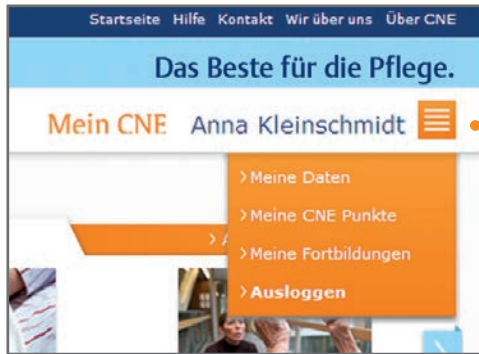 Startseite Hilfe Kontakt Wir über uns Über CNE
Das Beste für die Pflege.
Mein CNE Anna Kleinschmidt
>Meine Daten
>Meine CNE Punkte
>Meine Fortbildungen
>Ausloggen